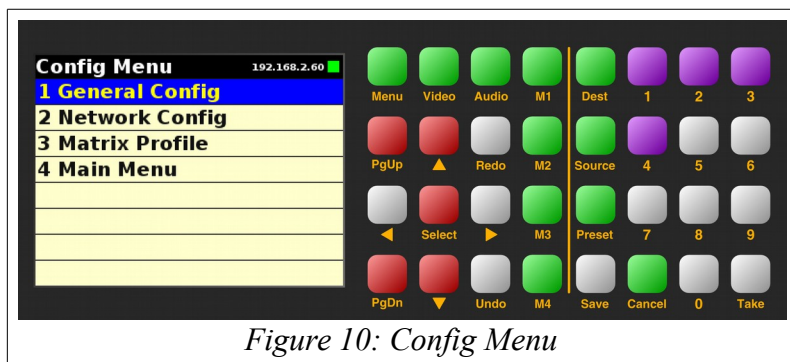 Config Menu 192.168.2.60
1 General Config
2 Network Config
3 Matrix Profile
4 Main Menu
Menu Video Audio M1 Dest 1 2 3
PgUp ▲ Redo M2 Source 4 5 6
◀ Select ▶ M3 Preset 7 8 9
PgDn ▼ Undo M4 Save Cancel 0 Take
Figure 10: Config Menu